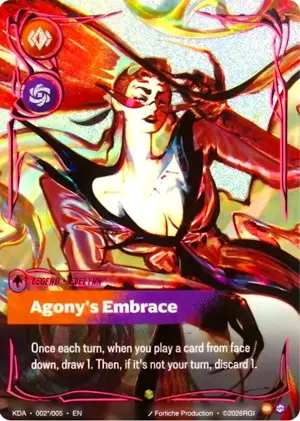 LEGEND • EVELYNN
Agony's Embrace
Once each turn, when you play a card from face
down, draw 1. Then, if it's not your turn, discard 1.
KDA • 002*/005 • EN
/ Fortiche Production • ©2026RGI